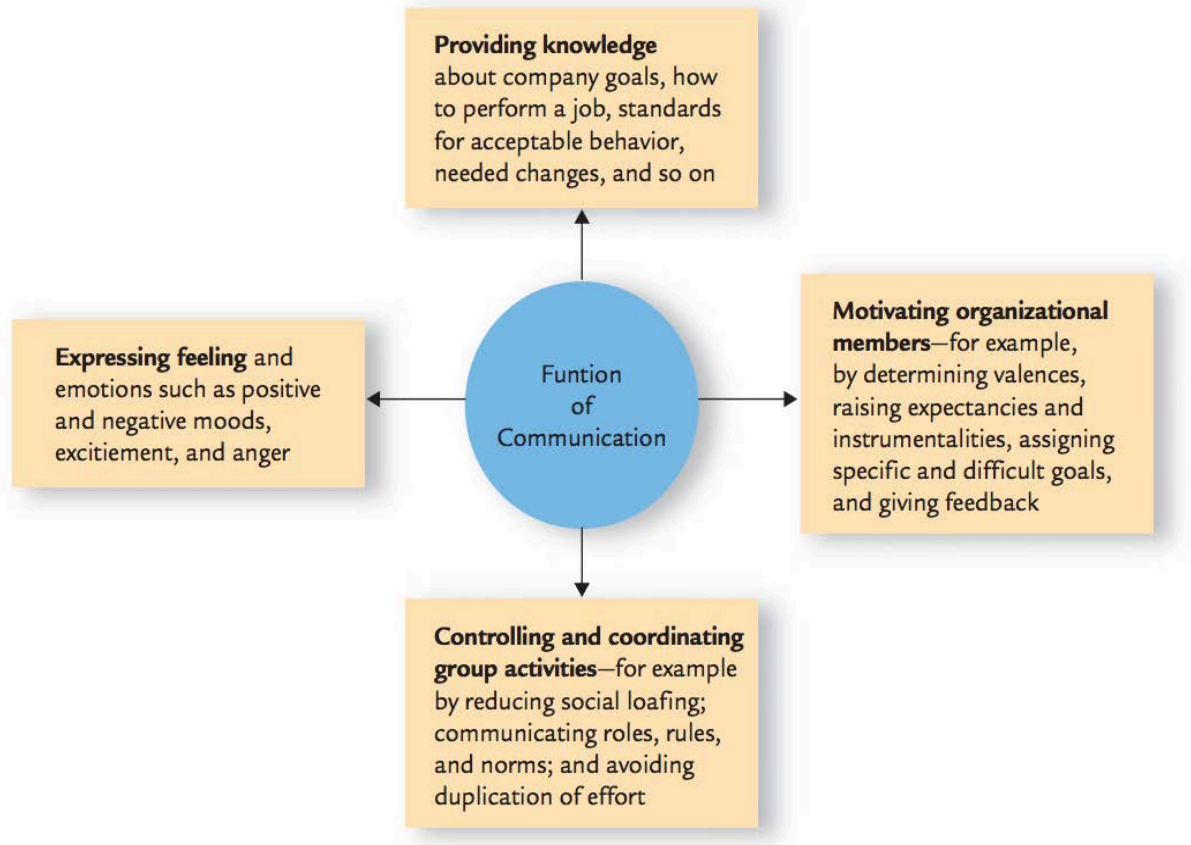 Providing knowledge
about company goals, how
to perform a job, standards
for acceptable behavior,
needed changes, and so on
Expressing feeling and
emotions such as positive
and negative moods,
excitiement, and anger
Funtion
of
Communication
Motivating organizational
members—for example,
by determining valences,
raising expectancies and
instrumentalities, assigning
specific and difficult goals,
and giving feedback
Controlling and coordinating
group activities—for example
by reducing social loafing;
communicating roles, rules,
and norms; and avoiding
duplication of effort